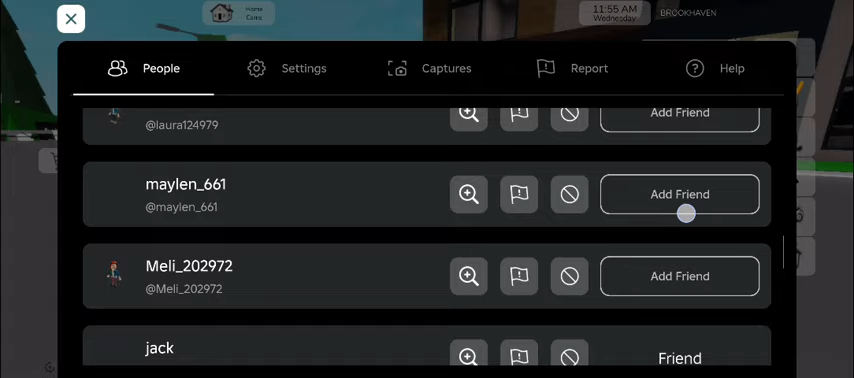 Home
Cams
11:55 AM
Wednesday
BROOKHAVEN
People
Settings
Captures
Report
Help
@laura124979
Add Friend
maylen_661
@maylen_661
Add Friend
Meli_202972
@Meli_202972
Add Friend
jack
Friend